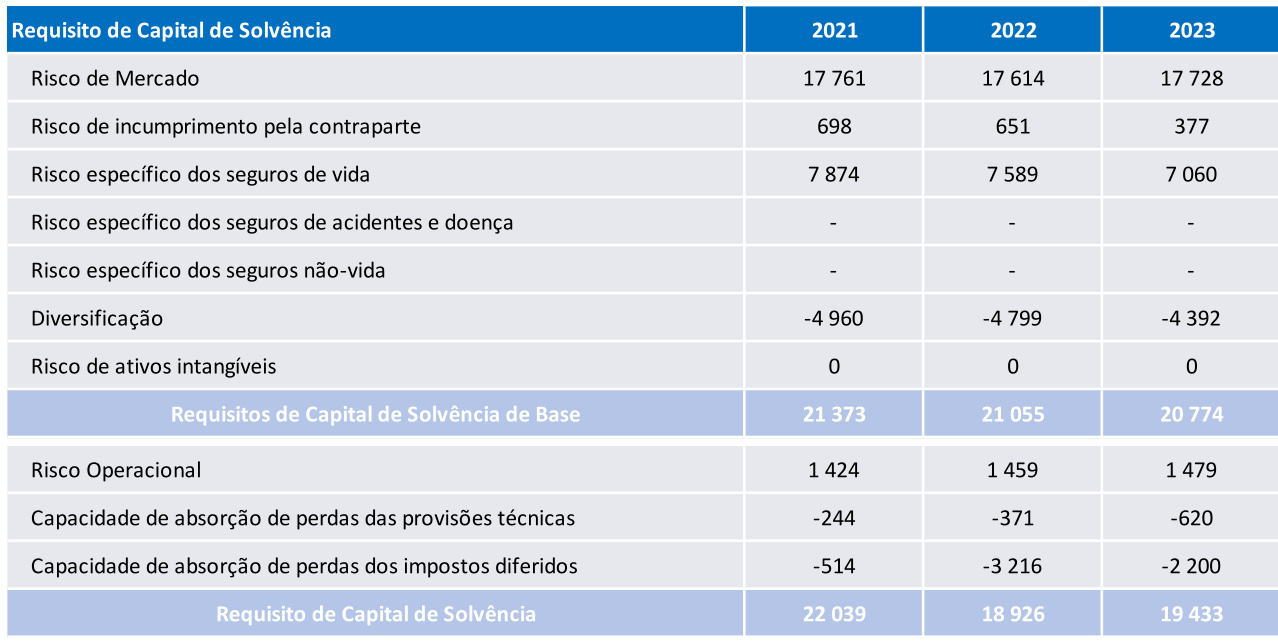 Requisito de Capital de Solvência 2021 2022 2023
Risco de Mercado 17 761 17 614 17 728
Risco de incumprimento pela contraparte 698 651 377
Risco específico dos seguros de vida 7 874 7 589 7 060
Risco específico dos seguros de acidentes e doença - - -
Risco específico dos seguros não-vida - - -
Diversificação -4 960 -4 799 -4 392
Risco de ativos intangíveis 0 0 0
Requisitos de Capital de Solvência de Base 21 373 21 055 20 774
Risco Operacional 1 424 1 459 1 479
Capacidade de absorção de perdas das provisões técnicas -244 -371 -620
Capacidade de absorção de perdas dos impostos diferidos -514 -3 216 -2 200
Requisito de Capital de Solvência 22 039 18 926 19 433